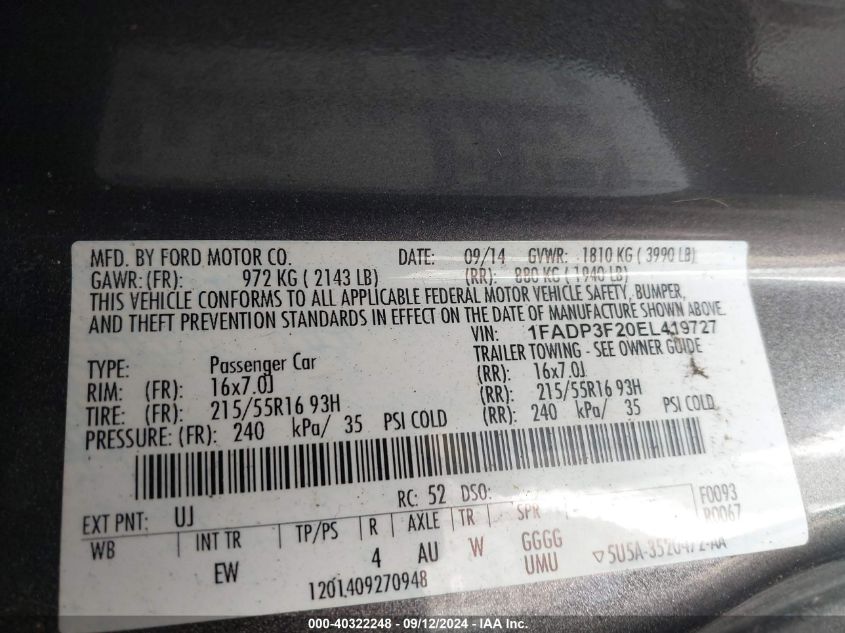 MFD. BY FORD MOTOR CO. DATE: 09/14 GVWR: 1810 KG ( 3990 LB)
GAWR: (FR): 972 KG ( 2143 LB) (RR): 880 KG ( 1940 LB)
THIS VEHICLE CONFORMS TO ALL APPLICABLE FEDERAL MOTOR VEHICLE SAFETY, BUMPER,
AND THEFT PREVENTION STANDARDS IN EFFECT ON THE DATE OF MANUFACTURE SHOWN ABOVE.
VIN: 1FADP3F20EL419727
TYPE: Passenger Car TRAILER TOWING - SEE OWNER GUIDE
RIM: (FR): 16x7.0J (RR): 16x7.0J
TIRE: (FR): 215/55R16 93H (RR): 215/55R16 93H
PRESSURE: (FR): 240 kPa/ 35 PSI COLD (RR): 240 kPa/ 35 PSI COLD
RC: 52 DSO: F0093
EXT PNT: UJ R0067
WB INT TR TP/PS R AXLE TR SPR
EW 4 AU W GGGG
UMU
1201409270948
000-40322248 - 09/12/2024 - IAA Inc.